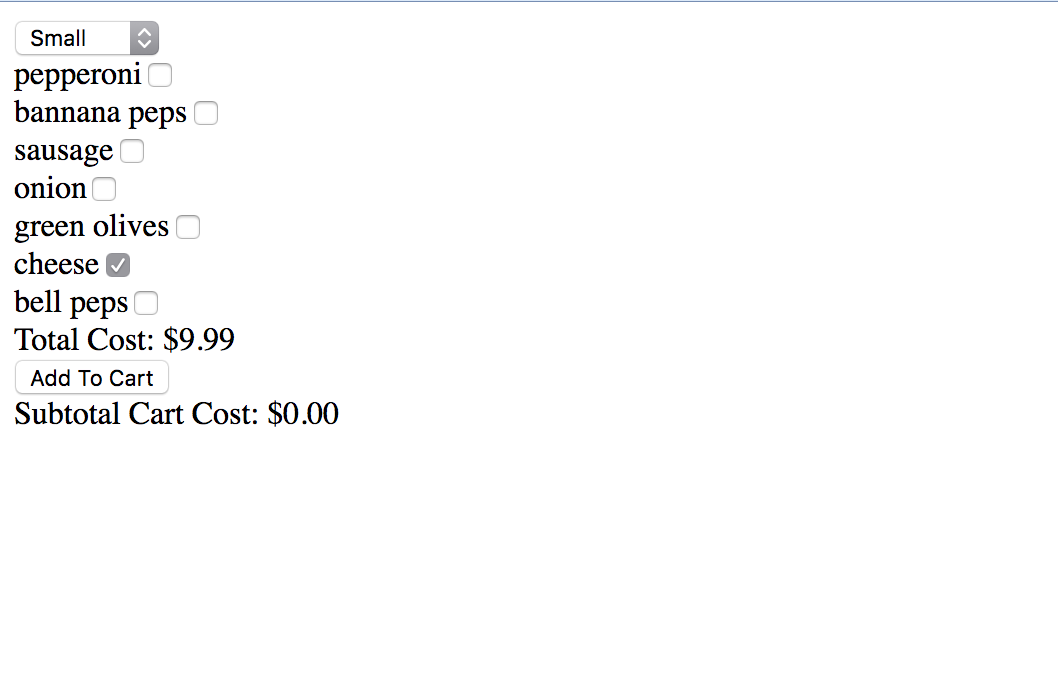 Small
pepperoni
bannana peps
sausage
onion
green olives
cheese
bell peps
Total Cost: $9.99
Add To Cart
Subtotal Cart Cost: $0.00